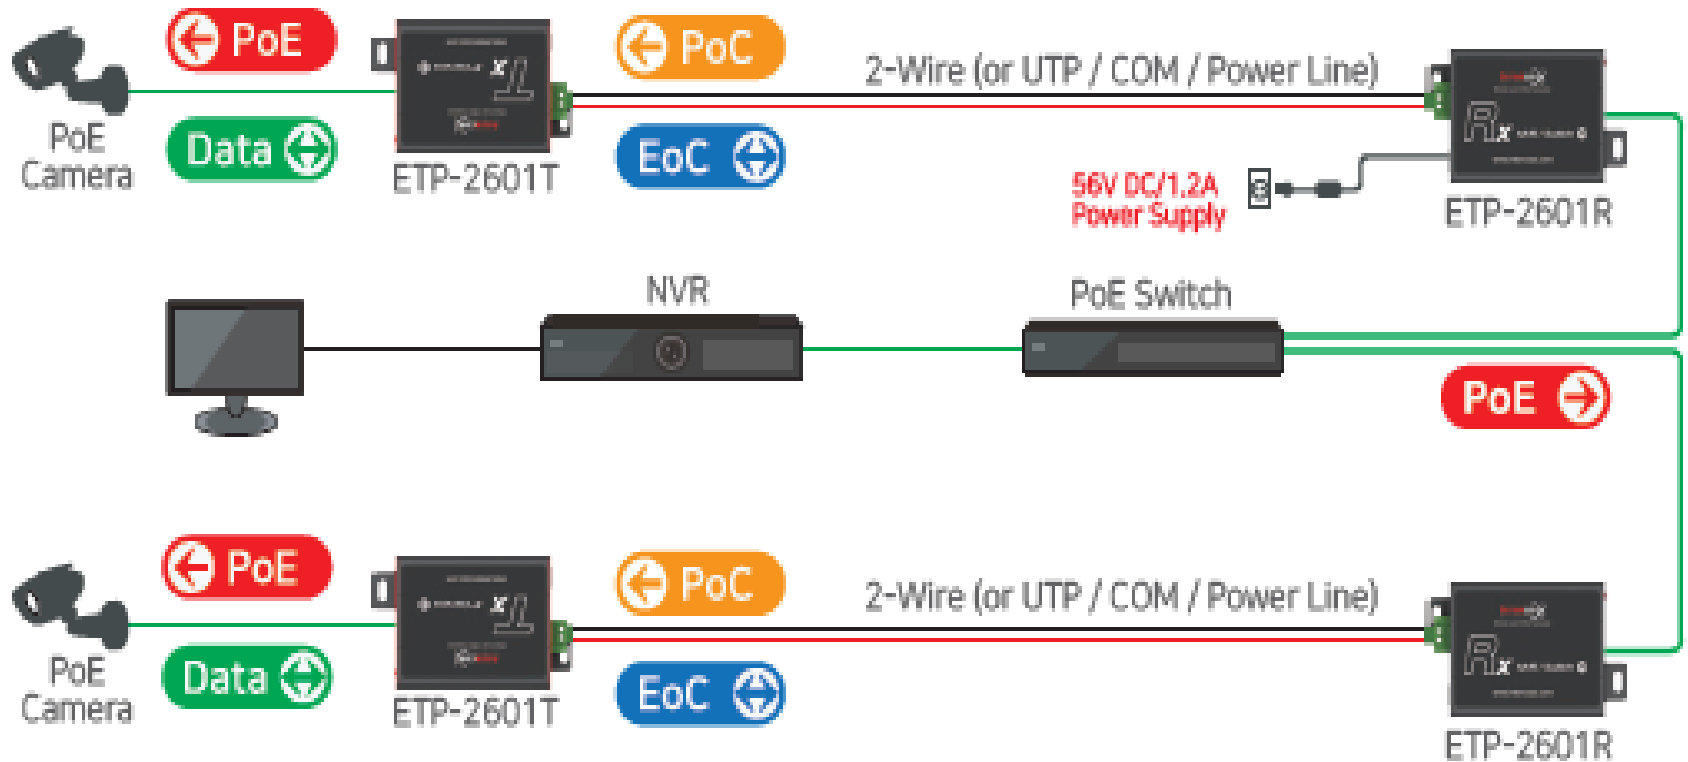 PoE
PoC
2-Wire (or UTP / COM / Power Line)
PoE
Camera
Data
ETP-2601T
EoC
56V DC/1.2A
Power Supply
Rx
ETP-2601R
NVR
PoE Switch
PoE
PoE
PoC
2-Wire (or UTP / COM / Power Line)
PoE
Camera
Data
ETP-2601T
EoC
Rx
ETP-2601R